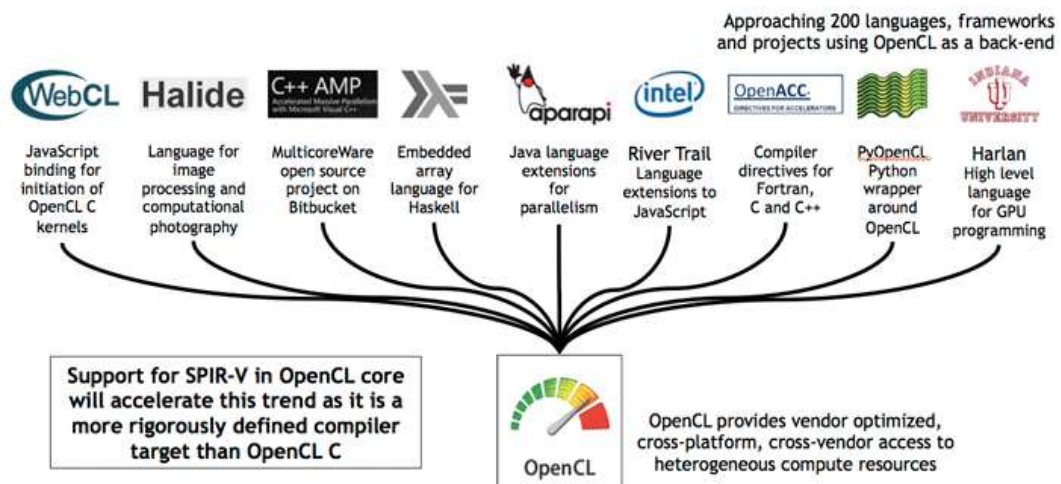 Approaching 200 languages, frameworks
and projects using OpenCL as a back-end
WebCL
Halide
C++ AMP
Accelerated Massive Parallelism
with Microsoft Visual C++
aparapi
intel
OpenACC.
DIRECTIVES FOR ACCELERATORS
INDIANA
UNIVERSITY
JavaScript
binding for
initiation of
OpenCL C
kernels
Language for
image
processing and
computational
photography
MulticoreWare
open source
project on
Bitbucket
Embedded
array
language for
Haskell
Java language
extensions
for
parallelism
River Trail
Language
extensions to
JavaScript
Compiler
directives for
Fortran,
C and C++
PyOpenCL
Python
wrapper
around
OpenCL
Harlan
High level
language
for GPU
programming
Support for SPIR-V in OpenCL core
will accelerate this trend as it is a
more rigorously defined compiler
target than OpenCL C
OpenCL
OpenCL provides vendor optimized,
cross-platform, cross-vendor access to
heterogeneous compute resources